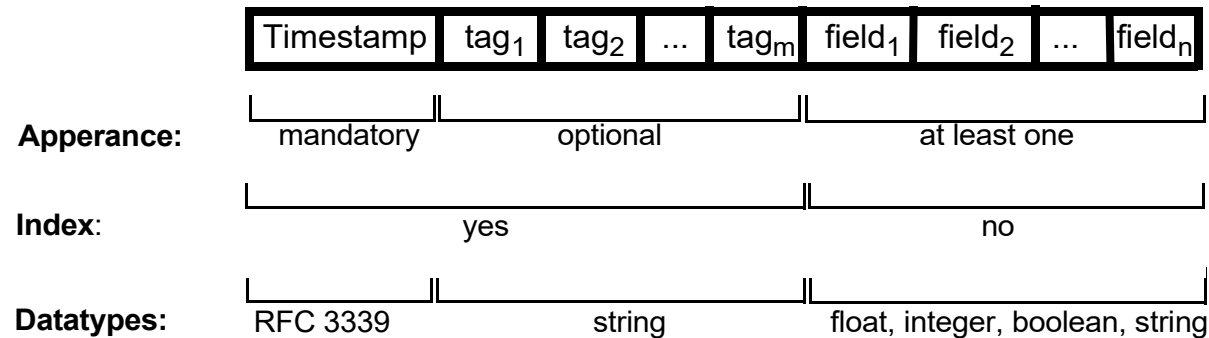 Timestamp tag₁ tag₂ ... tagₘ field₁ field₂ ... fieldₙ
Apperance: mandatory optional at least one
Index: yes no
Datatypes: RFC 3339 string float, integer, boolean, string